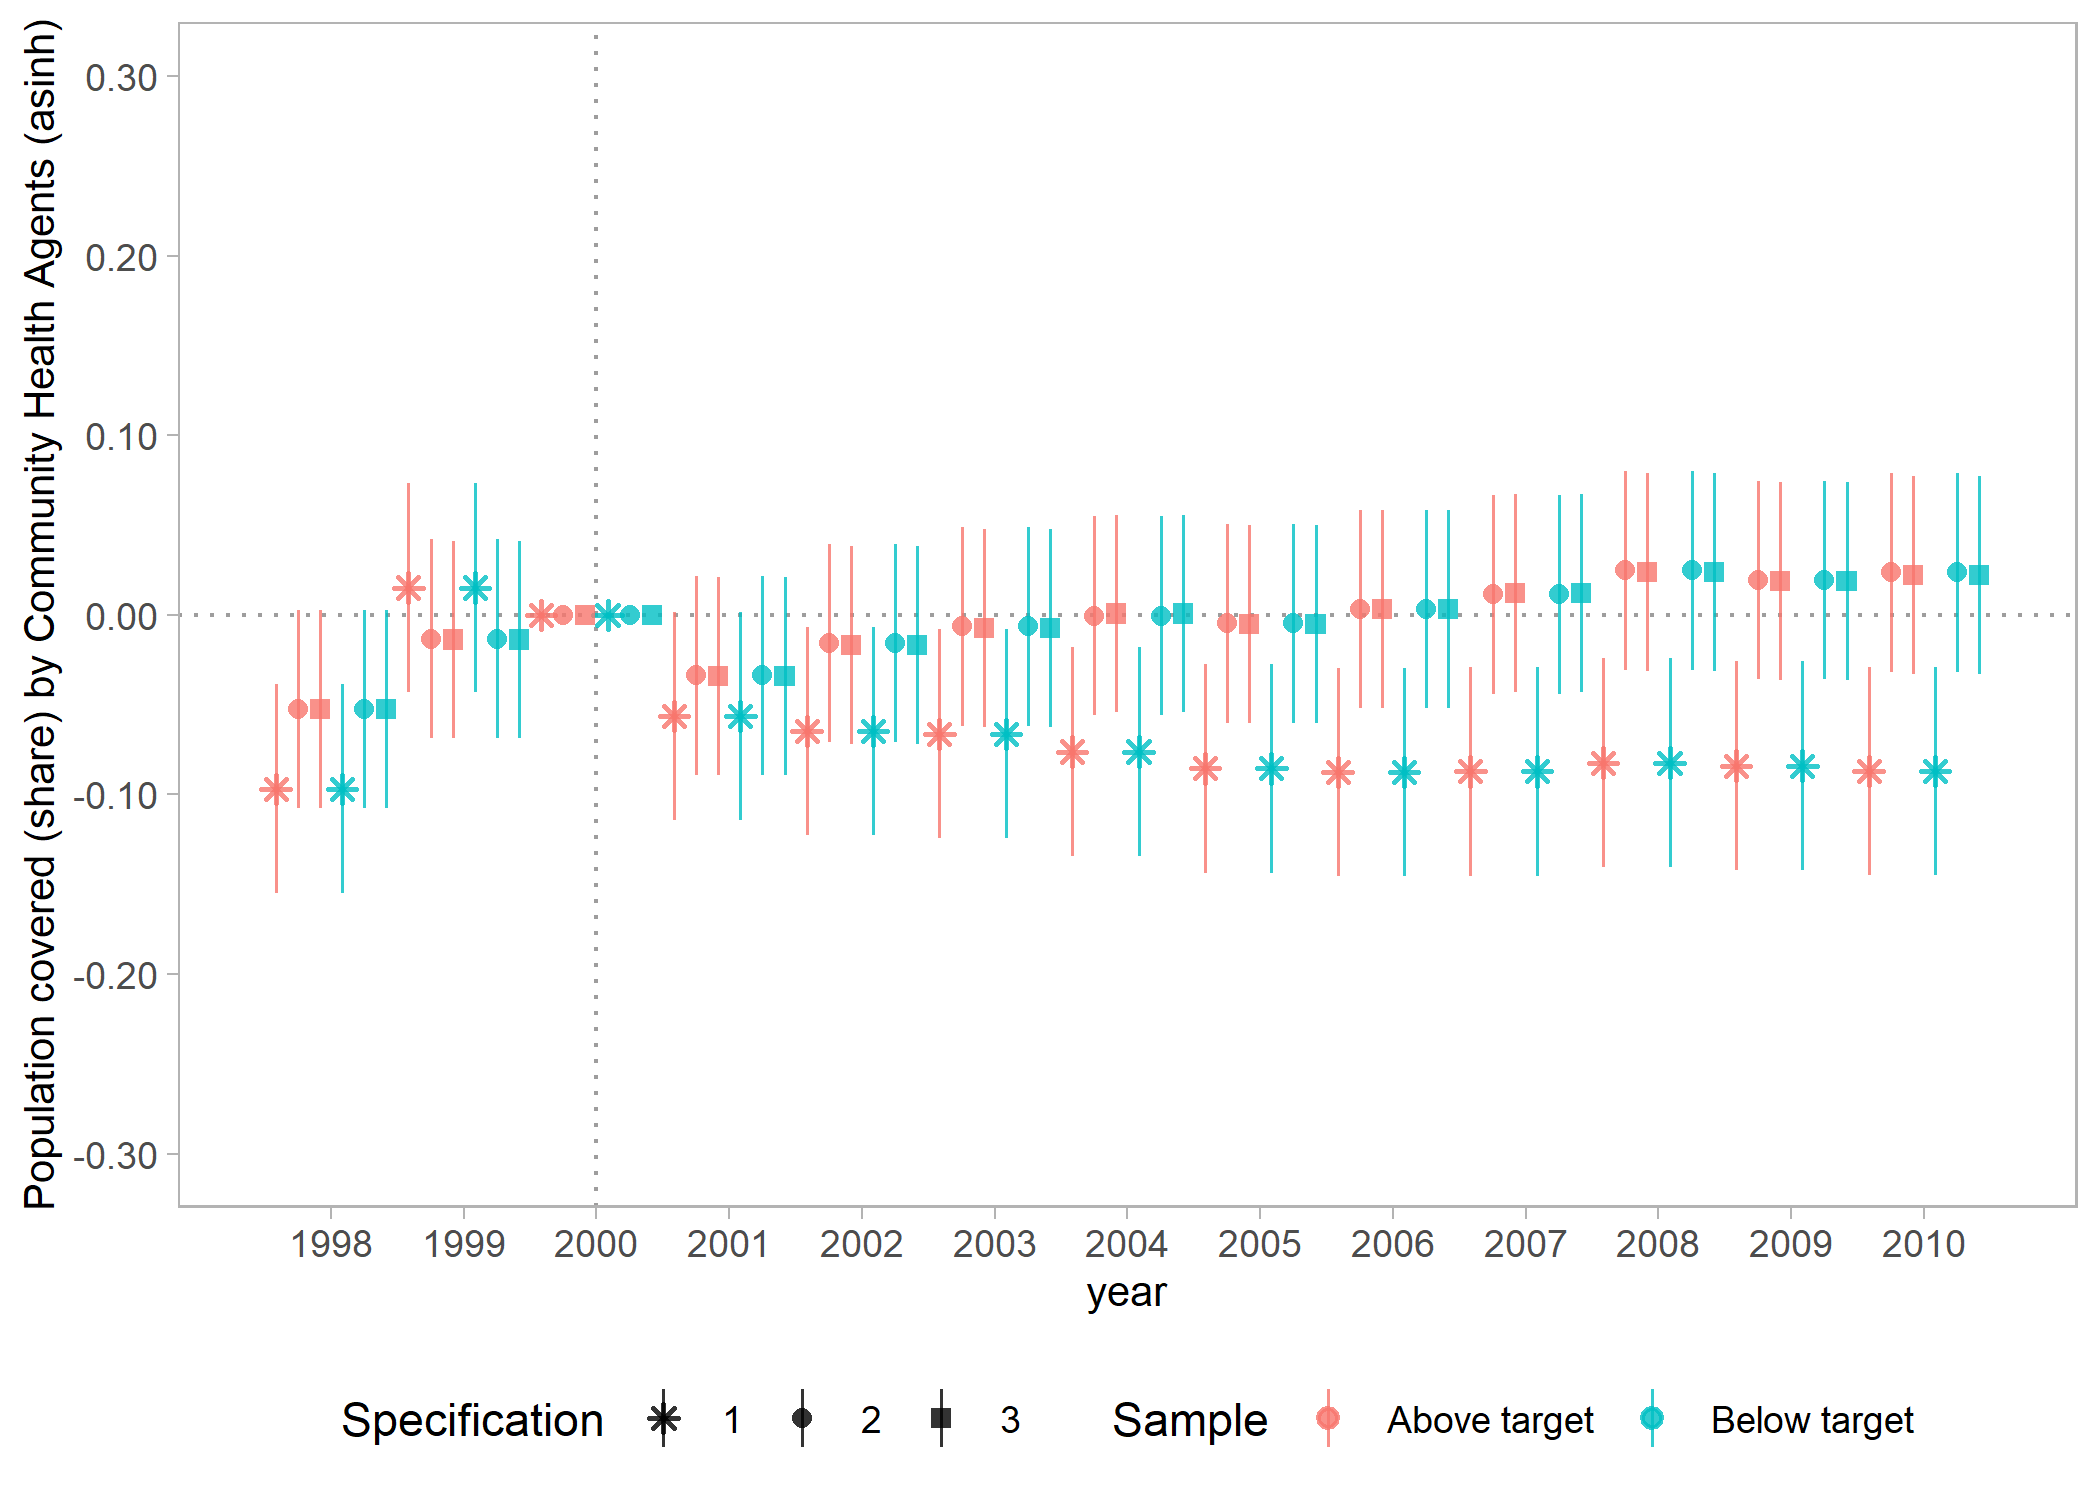 Population covered (share) by Community Health Agents (asinh)
0.30
0.20
0.10
0.00
-0.10
-0.20
-0.30
1998 1999 2000 2001 2002 2003 2004 2005 2006 2007 2008 2009 2010
year
Specification 1 2 3 Sample Above target Below target